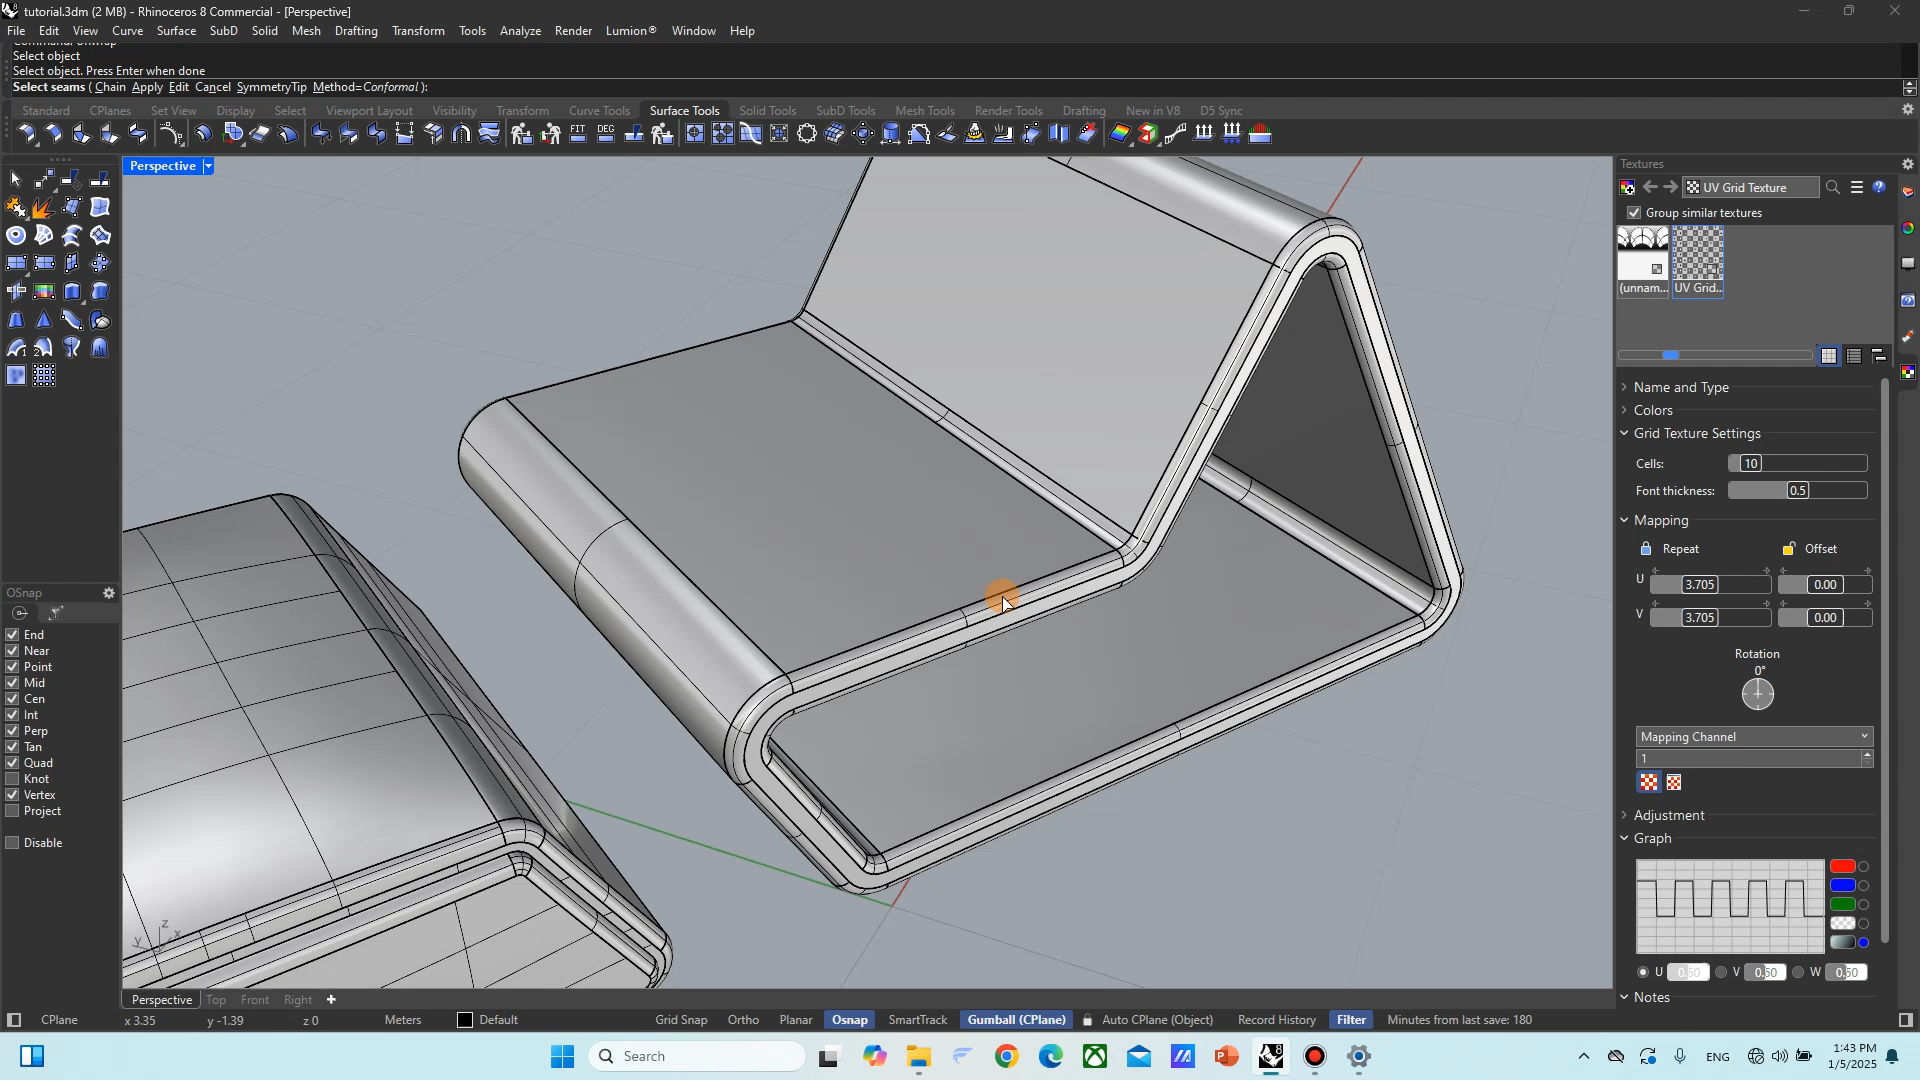 tutorial.3dm (2 MB) - Rhinoceros 8 Commercial - [Perspective]
File Edit View Curve Surface SubD Solid Mesh Drafting Transform Tools Analyze Render Lumion® Window Help
Select object
Select object. Press Enter when done
Select seams ( Chain Apply Edit Cancel SymmetryTip Method=Conformal ):
Standard CPlanes Set View Display Select Viewport Layout Visibility Transform Curve Tools Surface Tools Solid Tools SubD Tools Mesh Tools Render Tools Drafting New in V8 D5 Sync
FIT DEG
Perspective
Textures
UV Grid Texture
Group similar textures
(unnam... UV Grid...
Name and Type
Colors
Grid Texture Settings
Cells: 10
Font thickness: 0.5
Mapping
Repeat Offset
U 3.705 0.00
V 3.705 0.00
Rotation
0°
Mapping Channel
1
Adjustment
Graph
U 0.50 V 0.50 W 0.50
Notes
OSnap
End
Near
Point
Mid
Cen
Int
Perp
Tan
Quad
Knot
Vertex
Project
Disable
z
y x
Perspective Top Front Right
CPlane x 3.35 y -1.39 z 0 Meters Default Grid Snap Ortho Planar Osnap SmartTrack Gumball (CPlane) Auto CPlane (Object) Record History Filter Minutes from last save: 180
Search
ENG
1:43 PM
1/5/2025